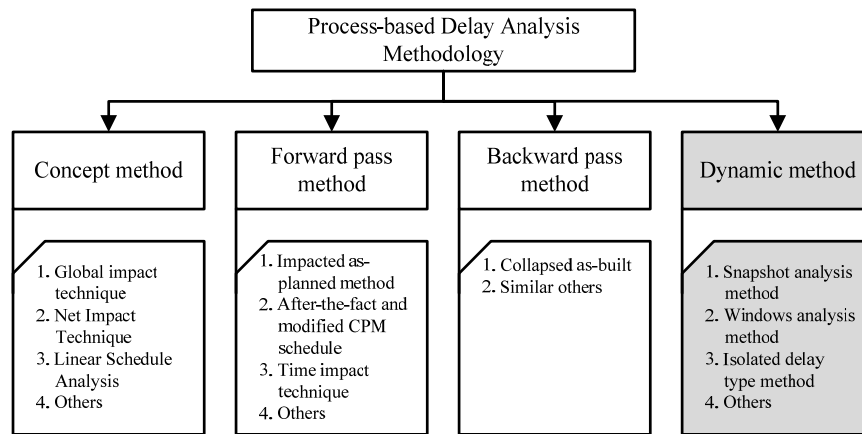 Process-based Delay Analysis
Methodology
Concept method
Forward pass
method
Backward pass
method
Dynamic method
1. Global impact
technique
2. Net Impact
Technique
3. Linear Schedule
Analysis
4. Others
1. Impacted as-
planned method
2. After-the-fact and
modified CPM
schedule
3. Time impact
technique
4. Others
1. Collapsed as-built
2. Similar others
1. Snapshot analysis
method
2. Windows analysis
method
3. Isolated delay
type method
4. Others